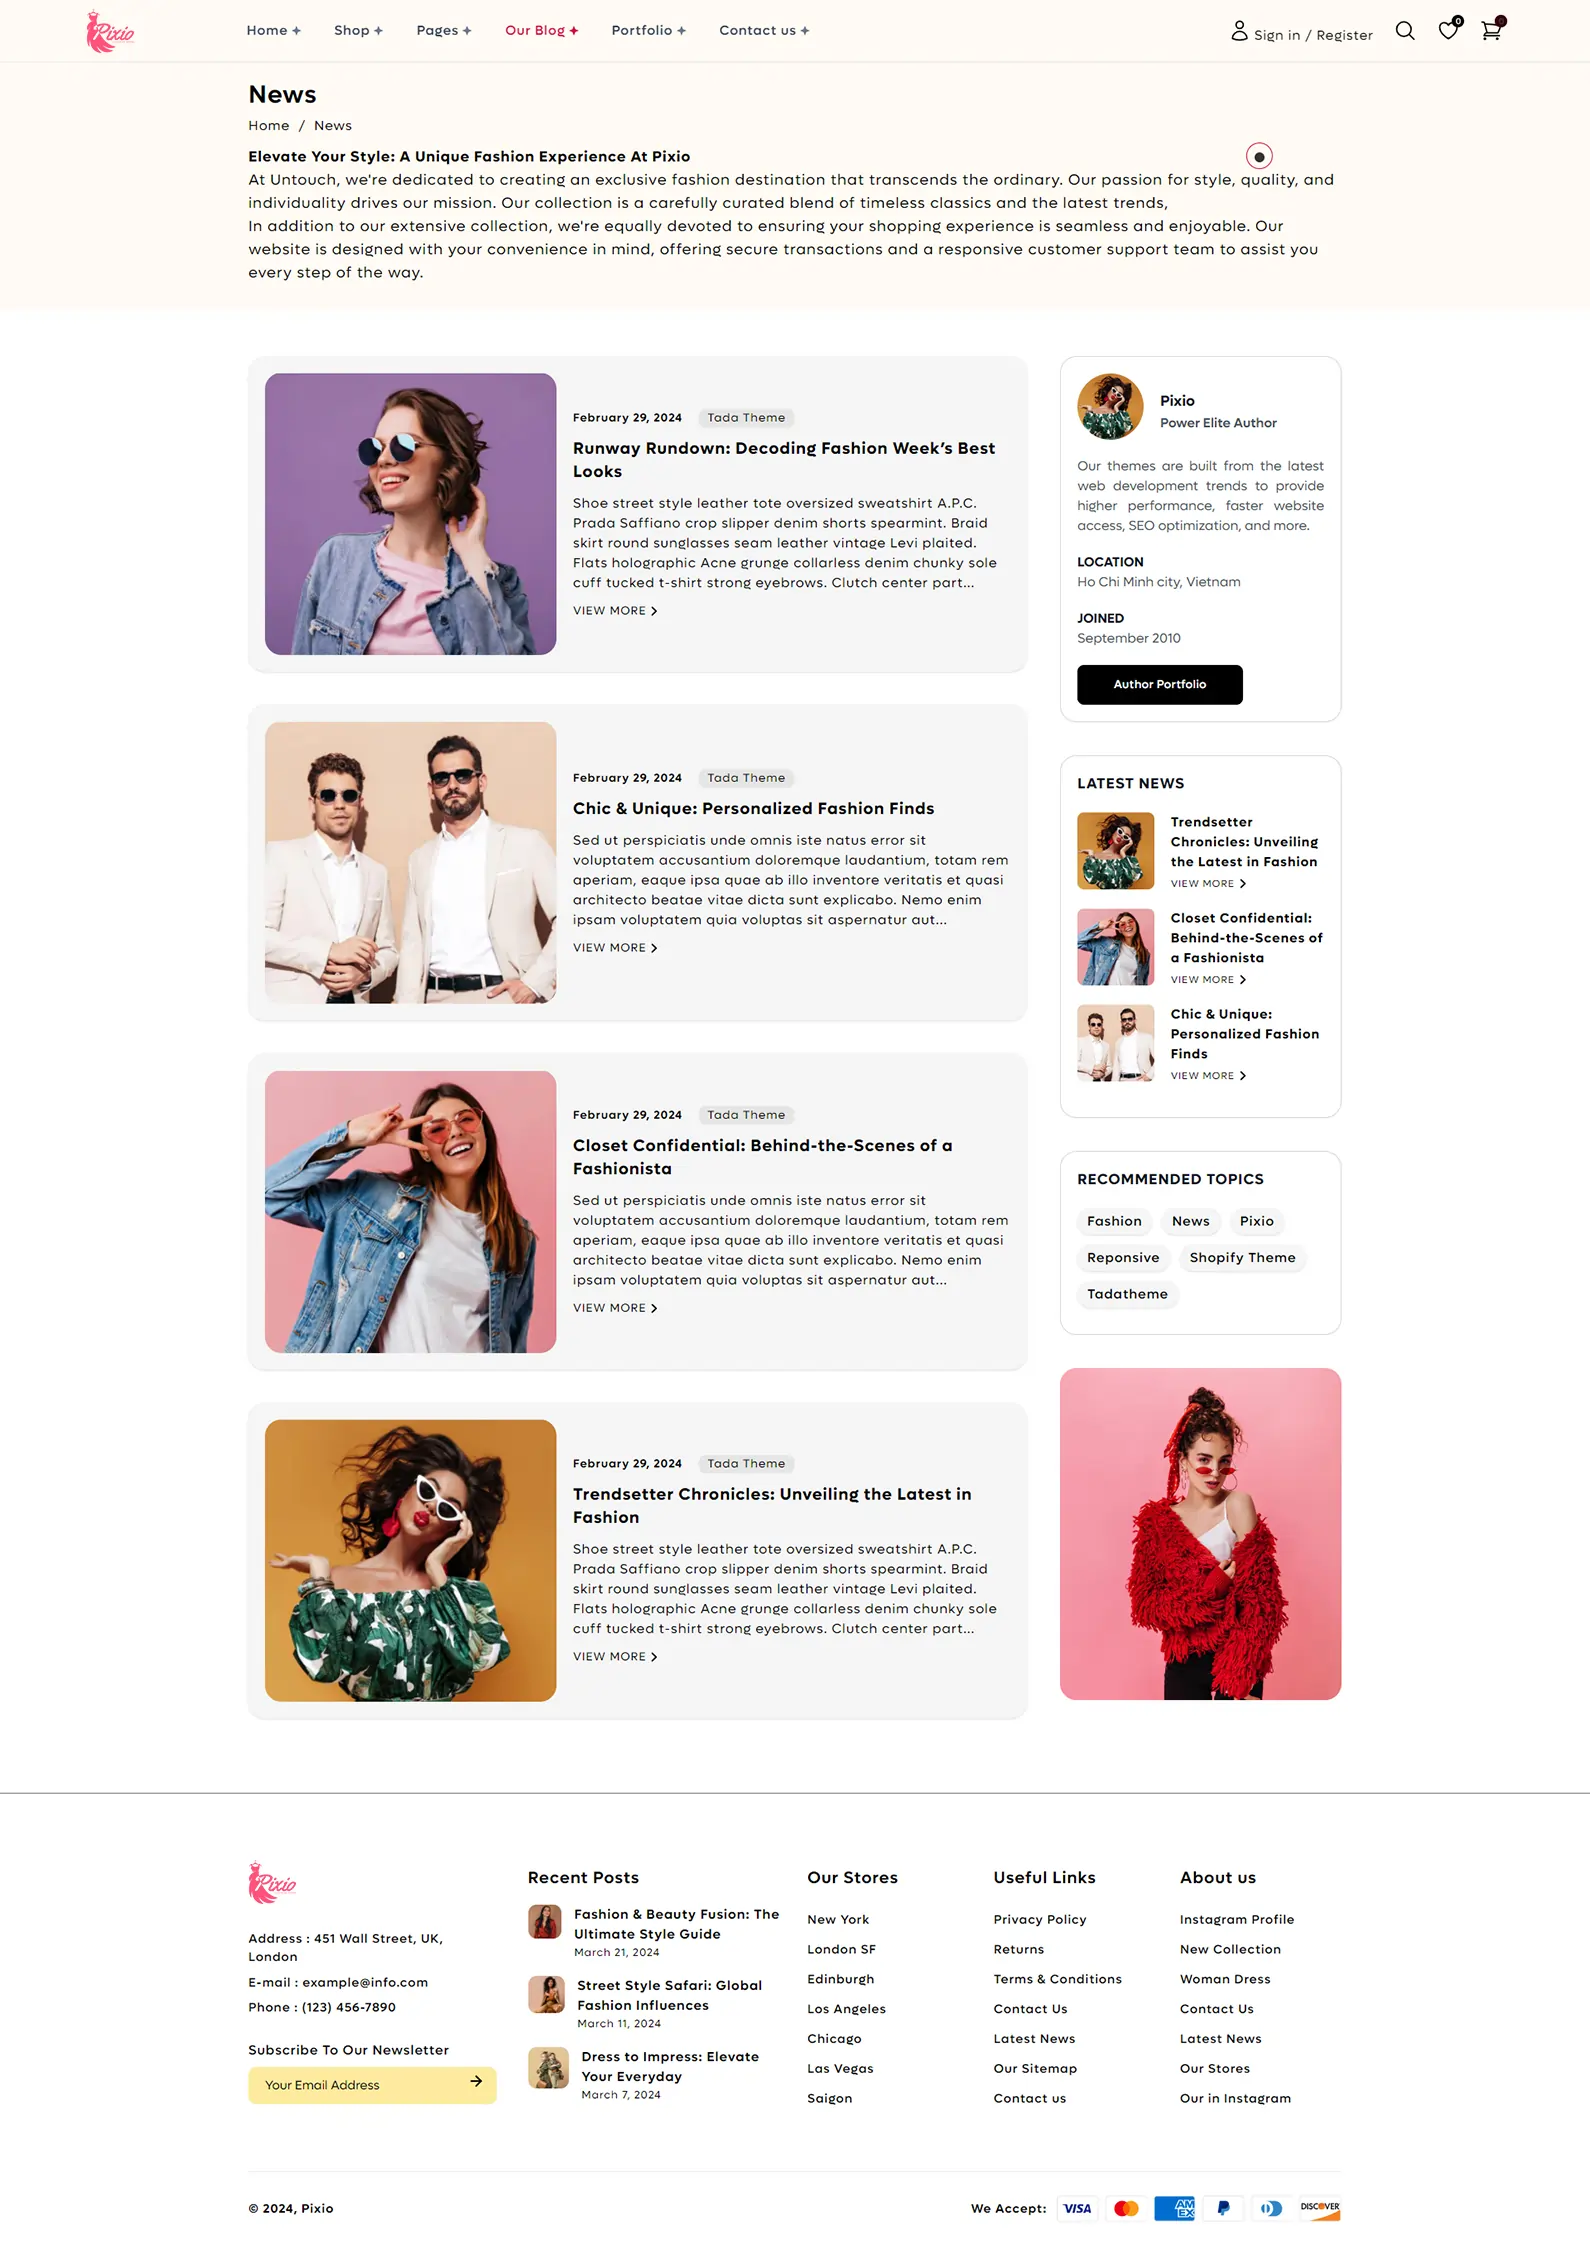 Pixio
Home
Shop
Pages
Our Blog
Portfolio
Contact us
Sign in / Register
0
News
Home / News
Elevate Your Style: A Unique Fashion Experience At Pixio
At Untouch, we're dedicated to creating an exclusive fashion destination that transcends the ordinary. Our passion for style, quality, and
individuality drives our mission. Our collection is a carefully curated blend of timeless classics and the latest trends,
In addition to our extensive collection, we're equally devoted to ensuring your shopping experience is seamless and enjoyable. Our
website is designed with your convenience in mind, offering secure transactions and a responsive customer support team to assist you
every step of the way.
February 29, 2024 Tada Theme
Runway Rundown: Decoding Fashion Week's Best
Looks
Shoe street style leather tote oversized sweatshirt A.P.C.
Prada Saffiano crop slipper denim shorts spearmint. Braid
skirt round sunglasses seam leather vintage Levi plaited.
Flats holographic Acne grunge collarless denim chunky sole
cuff tucked t-shirt strong eyebrows. Clutch center part...
VIEW MORE
February 29, 2024 Tada Theme
Chic & Unique: Personalized Fashion Finds
Sed ut perspiciatis unde omnis iste natus error sit
voluptatem accusantium doloremque laudantium, totam rem
aperiam, eaque ipsa quae ab illo inventore veritatis et quasi
architecto beatae vitae dicta sunt explicabo. Nemo enim
ipsam voluptatem quia voluptas sit aspernatur aut...
VIEW MORE
February 29, 2024 Tada Theme
Closet Confidential: Behind-the-Scenes of a
Fashionista
Sed ut perspiciatis unde omnis iste natus error sit
voluptatem accusantium doloremque laudantium, totam rem
aperiam, eaque ipsa quae ab illo inventore veritatis et quasi
architecto beatae vitae dicta sunt explicabo. Nemo enim
ipsam voluptatem quia voluptas sit aspernatur aut...
VIEW MORE
February 29, 2024 Tada Theme
Trendsetter Chronicles: Unveiling the Latest in
Fashion
Shoe street style leather tote oversized sweatshirt A.P.C.
Prada Saffiano crop slipper denim shorts spearmint. Braid
skirt round sunglasses seam leather vintage Levi plaited.
Flats holographic Acne grunge collarless denim chunky sole
cuff tucked t-shirt strong eyebrows. Clutch center part...
VIEW MORE
Pixio
Power Elite Author
Our themes are built from the latest
web development trends to provide
higher performance, faster website
access, SEO optimization, and more.
LOCATION
Ho Chi Minh city, Vietnam
JOINED
September 2010
Author Portfolio
LATEST NEWS
Trendsetter
Chronicles: Unveiling
the Latest in Fashion
VIEW MORE
Closet Confidential:
Behind-the-Scenes of
a Fashionista
VIEW MORE
Chic & Unique:
Personalized Fashion
Finds
VIEW MORE
RECOMMENDED TOPICS
Fashion News Pixio
Reponsive Shopify Theme
Tadatheme
Pixio
Address : 451 Wall Street, UK,
London
E-mail : example@info.com
Phone : (123) 456-7890
Subscribe To Our Newsletter
Your Email Address
Recent Posts
Fashion & Beauty Fusion: The
Ultimate Style Guide
March 21, 2024
Street Style Safari: Global
Fashion Influences
March 11, 2024
Dress to Impress: Elevate
Your Everyday
March 7, 2024
Our Stores
New York
London SF
Edinburgh
Los Angeles
Chicago
Las Vegas
Saigon
Useful Links
Privacy Policy
Returns
Terms & Conditions
Contact Us
Latest News
Our Sitemap
Contact us
About us
Instagram Profile
New Collection
Woman Dress
Contact Us
Latest News
Our Stores
Our in Instagram
© 2024, Pixio
We Accept: VISA AMEX DISCOVER